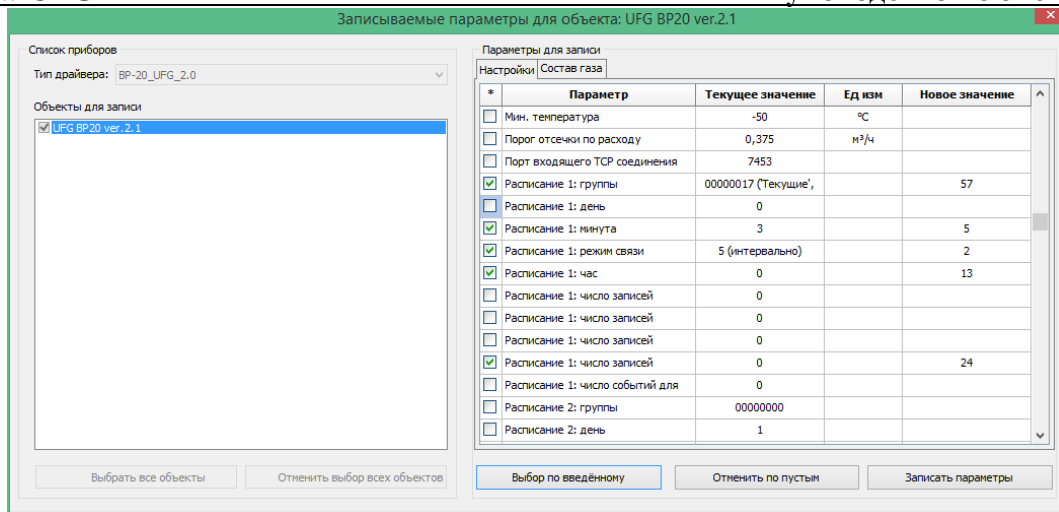 Записываемые параметры для объекта: UFG BP20 ver.2.1
Список приборов
Тип драйвера: BP-20_UFG_2.0
Объекты для записи
UFG BP20 ver.2.1
Выбрать все объекты Отменить выбор всех объектов
Параметры для записи
Настройки Состав газа
* Параметр Текущее значение Ед изм Новое значение
Мин. температура -50 °C
Порог отсечки по расходу 0,375 м³/ч
Порт входящего TCP соединения 7453
Расписание 1: группы 00000017 ('Текущие', 57
Расписание 1: день 0
Расписание 1: минута 3 5
Расписание 1: режим связи 5 (интервально) 2
Расписание 1: час 0 13
Расписание 1: число записей 0
Расписание 1: число записей 0
Расписание 1: число записей 0
Расписание 1: число записей 0 24
Расписание 1: число событий для 0
Расписание 2: группы 00000000
Расписание 2: день 1
Выбор по введённому Отменить по пустым Записать параметры